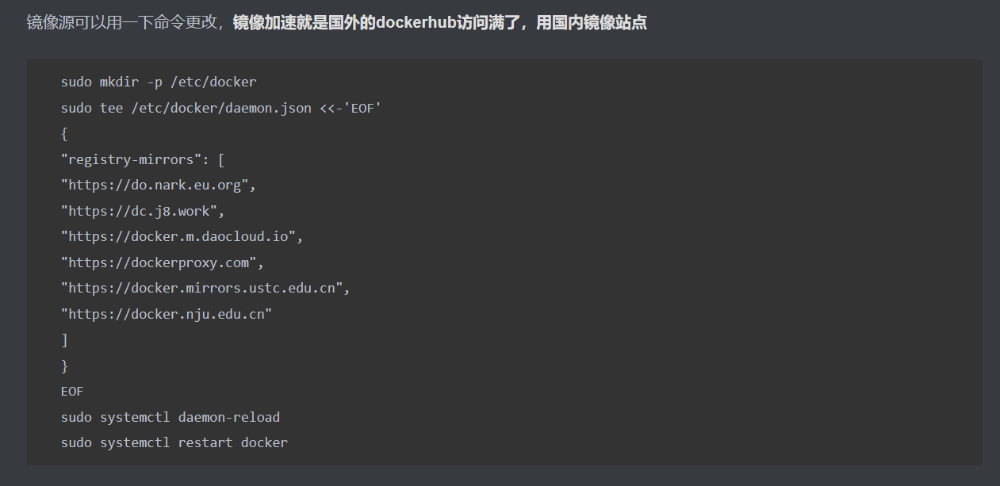 镜像源可以用一下命令更改，镜像加速就是国外的dockerhub访问满了，用国内镜像站点
sudo mkdir -p /etc/docker
sudo tee /etc/docker/daemon.json <<-'EOF'
{
"registry-mirrors": [
"https://do.nark.eu.org",
"https://dc.j8.work",
"https://docker.m.daocloud.io",
"https://dockerproxy.com",
"https://docker.mirrors.ustc.edu.cn",
"https://docker.nju.edu.cn"
]
}
EOF
sudo systemctl daemon-reload
sudo systemctl restart docker